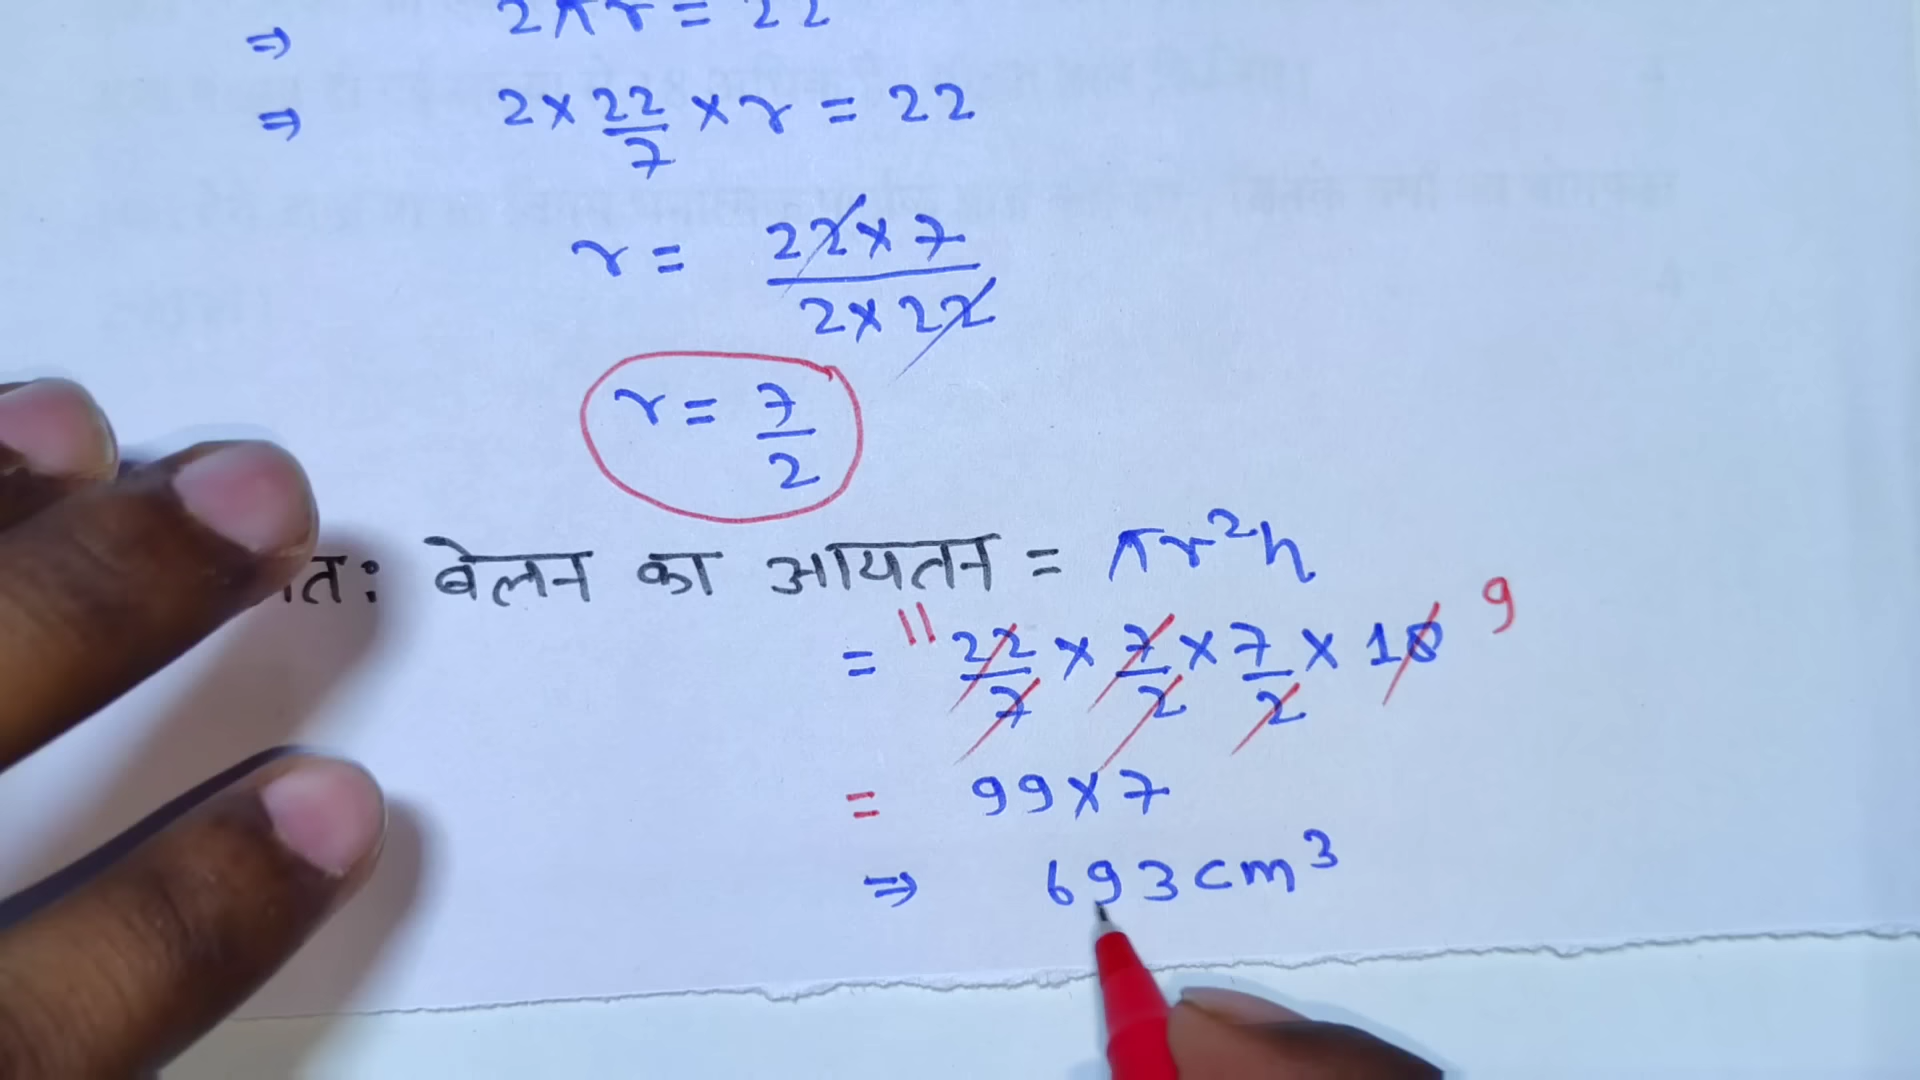 ⇒ 2πr = 22
⇒ 2 × 22/7 × r = 22
r = 22 × 7 / 2 × 22
r = 7/2
त: बेलन का आयतन = πr²h
= 11 22/7 × 7/2 × 7/2 × 18 9
= 99 × 7
⇒ 693 cm³